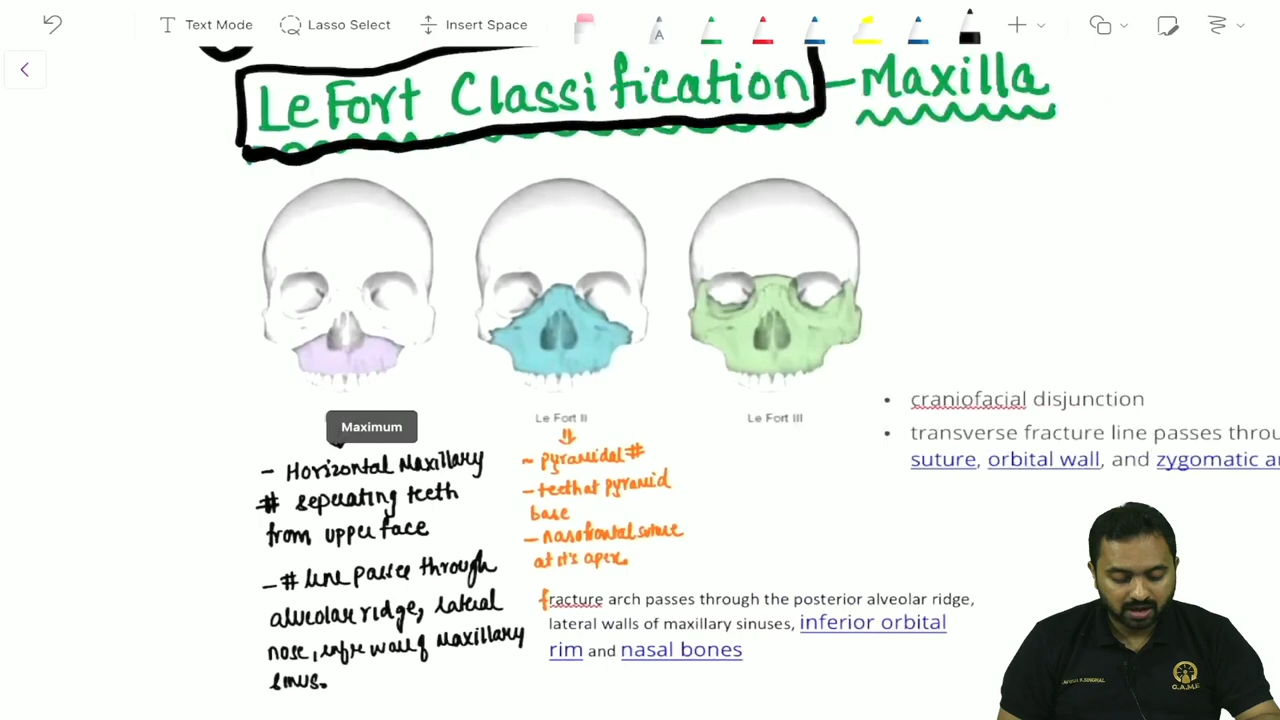 Text Mode
Lasso Select
Insert Space
A
LeFort Classification - Maxilla
Maximum
Le Fort II
Le Fort III
- Horizontal Maxillary
# seperating teeth
from upper face
- # line passes through
alveolar ridge, lateral
nose, infr wall of Maxillary
sinus.
~ pyramidal #
- teeth at pyramid
base
- nasofrontal suture
at it's apex
fracture arch passes through the posterior alveolar ridge,
lateral walls of maxillary sinuses, inferior orbital
rim and nasal bones
• craniofacial disjunction
• transverse fracture line passes throu
suture, orbital wall, and zygomatic ar
G.A.M.E